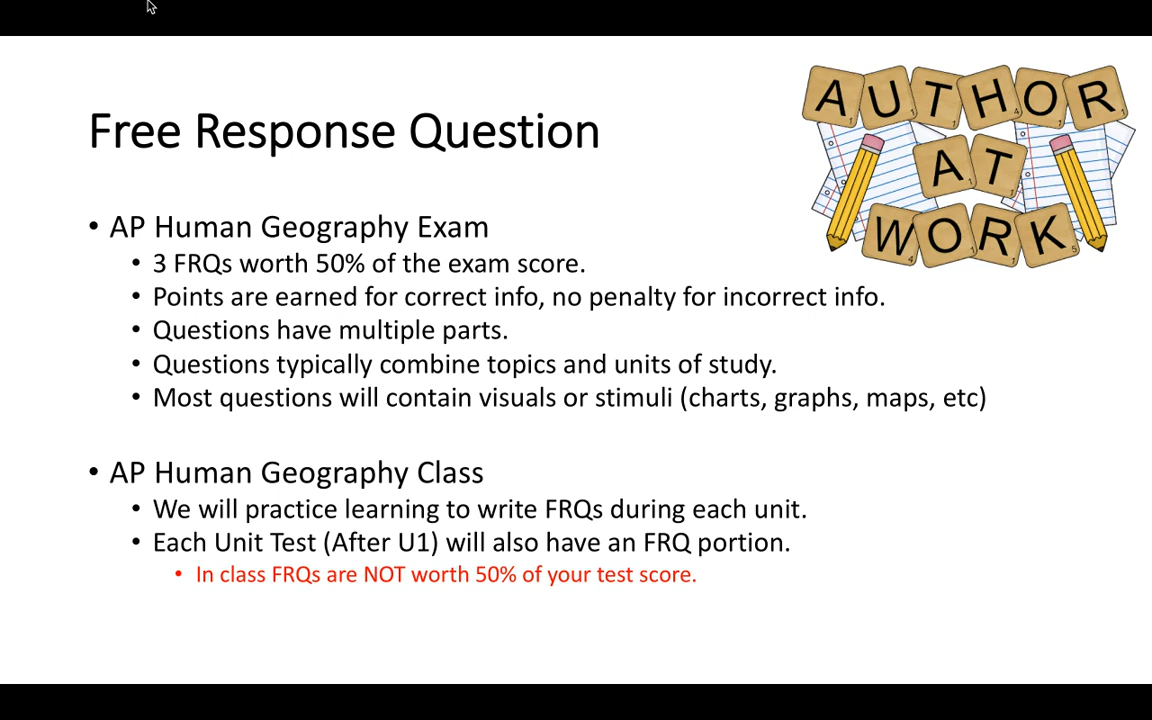 AUTHOR
AT
WORK
Free Response Question
• AP Human Geography Exam
• 3 FRQs worth 50% of the exam score.
• Points are earned for correct info, no penalty for incorrect info.
• Questions have multiple parts.
• Questions typically combine topics and units of study.
• Most questions will contain visuals or stimuli (charts, graphs, maps, etc)
• AP Human Geography Class
• We will practice learning to write FRQs during each unit.
• Each Unit Test (After U1) will also have an FRQ portion.
• In class FRQs are NOT worth 50% of your test score.